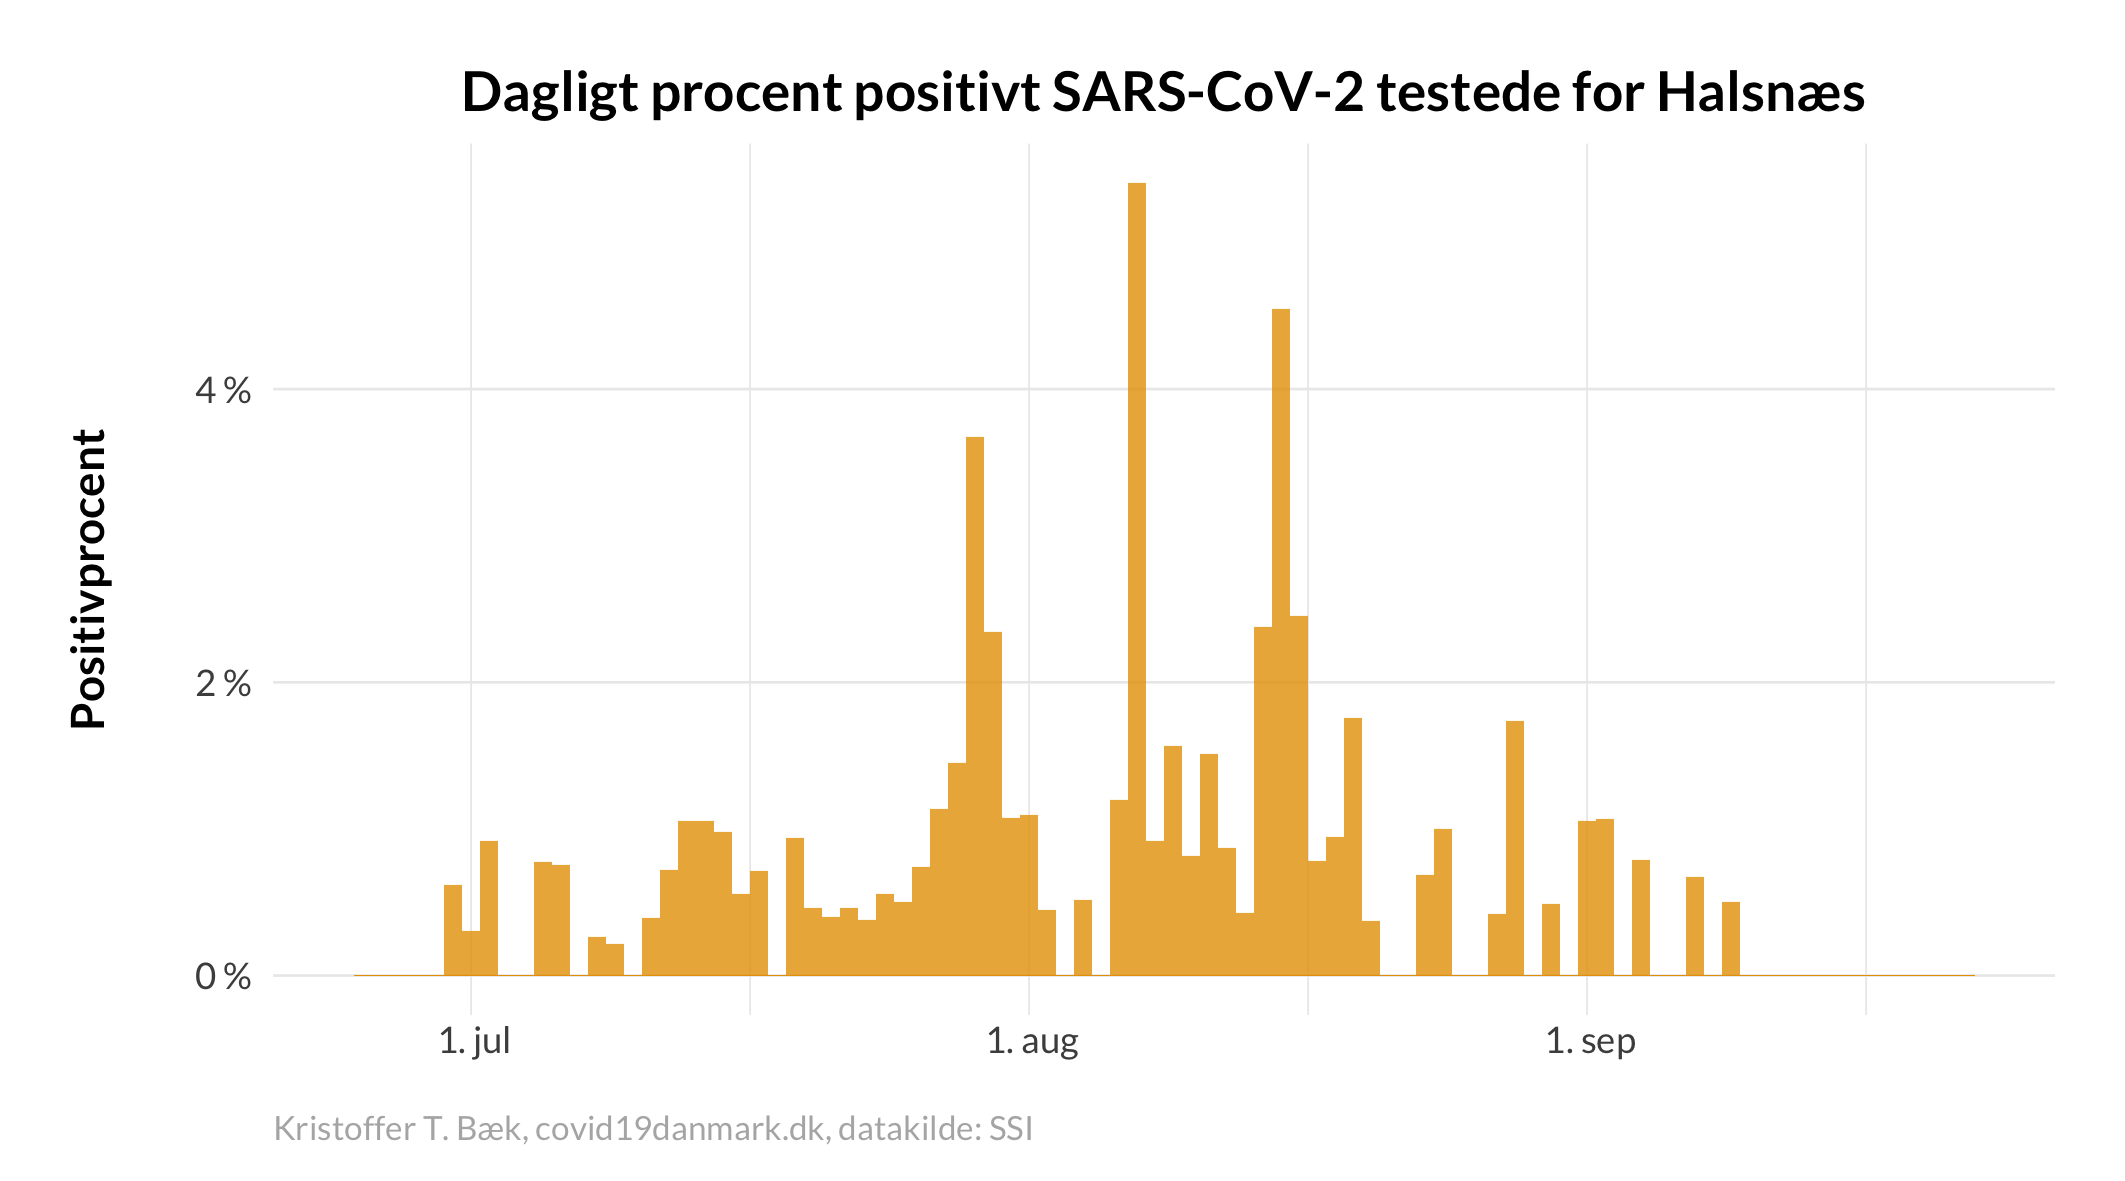 Dagligt procent positivt SARS-CoV-2 testede for Halsnæs
Positivprocent
4 %
2 %
0 %
1. jul
1. aug
1. sep
Kristoffer T. Bæk, covid19danmark.dk, datakilde: SSI